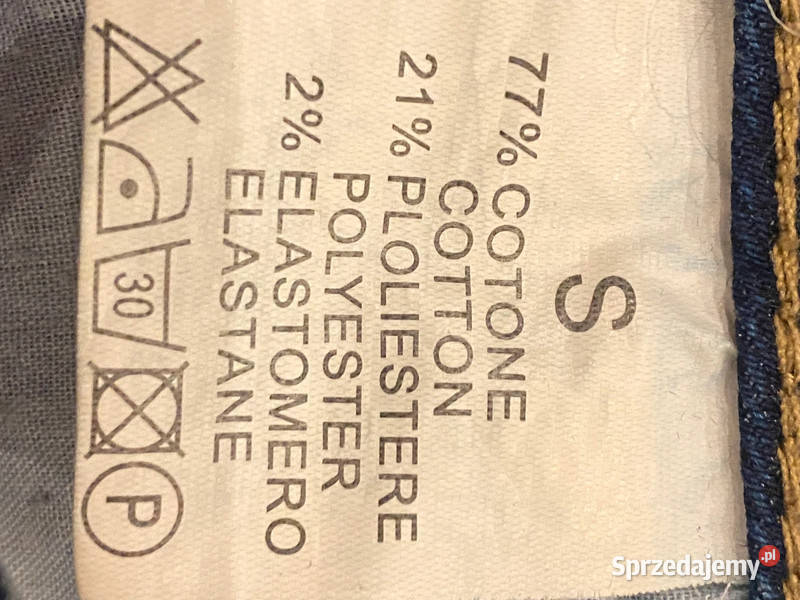 S
77% COTONE
COTTON
21% PLOLIESTERE
POLYESTER
2% ELASTOMERO
ELASTANE
30
P
Sprzedajemy.pl